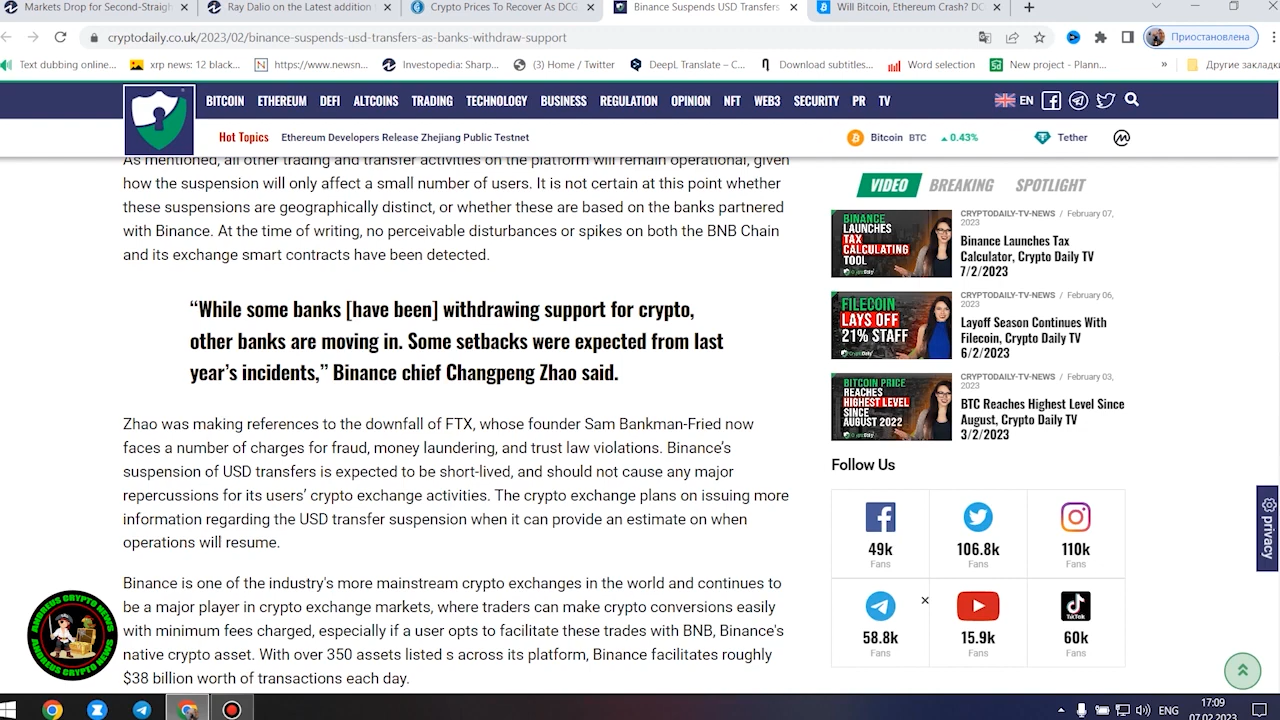 Markets Drop for Second-Straigh
Ray Dalio on the Latest addition
Crypto Prices To Recover As DCG
Binance Suspends USD Transfers
Will Bitcoin, Ethereum Crash? DC
cryptodaily.co.uk/2023/02/binance-suspends-usd-transfers-as-banks-withdraw-support
Приостановлена
Text dubbing online...
xrp news: 12 black...
https://www.newsn...
Investopedia: Sharp...
(3) Home / Twitter
DeepL Translate – C...
Download subtitles...
Word selection
New project - Plann...
»
Другие закладки
BITCOIN ETHEREUM DEFI ALTCOINS TRADING TECHNOLOGY BUSINESS REGULATION OPINION NFT WEB3 SECURITY PR TV
EN
Hot Topics Ethereum Developers Release Zhejiang Public Testnet
Bitcoin BTC ▲0.43%
Tether
As mentioned, all other trading and transfer activities on the platform will remain operational, given
how the suspension will only affect a small number of users. It is not certain at this point whether
these suspensions are geographically distinct, or whether these are based on the banks partnered
with Binance. At the time of writing, no perceivable disturbances or spikes on both the BNB Chain
and its exchange smart contracts have been detected.
“While some banks [have been] withdrawing support for crypto,
other banks are moving in. Some setbacks were expected from last
year’s incidents,” Binance chief Changpeng Zhao said.
Zhao was making references to the downfall of FTX, whose founder Sam Bankman-Fried now
faces a number of charges for fraud, money laundering, and trust law violations. Binance’s
suspension of USD transfers is expected to be short-lived, and should not cause any major
repercussions for its users’ crypto exchange activities. The crypto exchange plans on issuing more
information regarding the USD transfer suspension when it can provide an estimate on when
operations will resume.
Binance is one of the industry's more mainstream crypto exchanges in the world and continues to
be a major player in crypto exchange markets, where traders can make crypto conversions easily
with minimum fees charged, especially if a user opts to facilitate these trades with BNB, Binance's
native crypto asset. With over 350 assets listed s across its platform, Binance facilitates roughly
$38 billion worth of transactions each day.
VIDEO BREAKING SPOTLIGHT
BINANCE
LAUNCHES
TAX
CALCULATING
TOOL
CRYPTODAILY-TV-NEWS / February 07,
2023
Binance Launches Tax
Calculator, Crypto Daily TV
7/2/2023
FILECOIN
LAYS OFF
21% STAFF
CRYPTODAILY-TV-NEWS / February 06,
2023
Layoff Season Continues With
Filecoin, Crypto Daily TV
6/2/2023
BITCOIN PRICE
REACHES
HIGHEST LEVEL
SINCE
AUGUST 2022
CRYPTODAILY-TV-NEWS / February 03,
2023
BTC Reaches Highest Level Since
August, Crypto Daily TV
3/2/2023
Follow Us
49k
Fans
106.8k
Fans
110k
Fans
58.8k
Fans
15.9k
Fans
TikTok
60k
Fans
privacy
ANDREUS CRYPTO NEWS
ANDREUS CRYPTO NEWS
ENG
17:09
07.02.2023